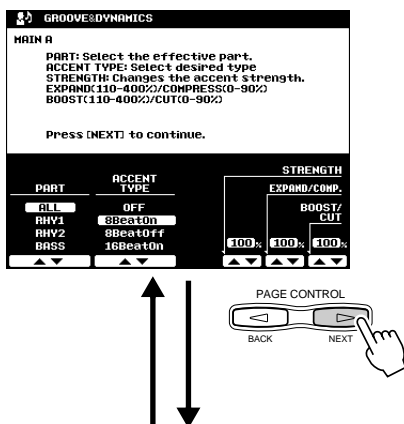 GROOVE&DYNAMICS
MAIN A
PART: Select the effective part.
ACCENT TYPE: Select desired type
STRENGTH: Changes the accent strength.
EXPAND(110-400%)/COMPRESS(0-90%)
BOOST(110-400%)/CUT(0-90%)
Press [NEXT] to continue.
STRENGTH
PART ACCENT TYPE EXPAND/COMP.
ALL OFF BOOST/
RHY1 8BeatOn CUT
RHY2 8BeatOff
BASS 16BeatOn 100% 100% 100%
PAGE CONTROL
BACK NEXT